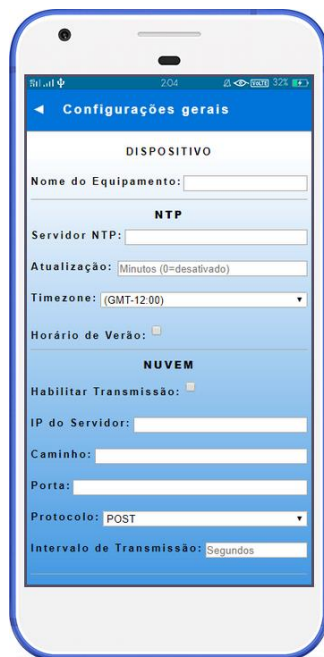 2:04
32%
Configurações gerais
DISPOSITIVO
Nome do Equipamento:
NTP
Servidor NTP:
Atualização: Minutos (0=desativado)
Timezone: (GMT-12:00)
Horário de Verão:
NUVEM
Habilitar Transmissão:
IP do Servidor:
Caminho:
Porta:
Protocolo: POST
Intervalo de Transmissão: Segundos